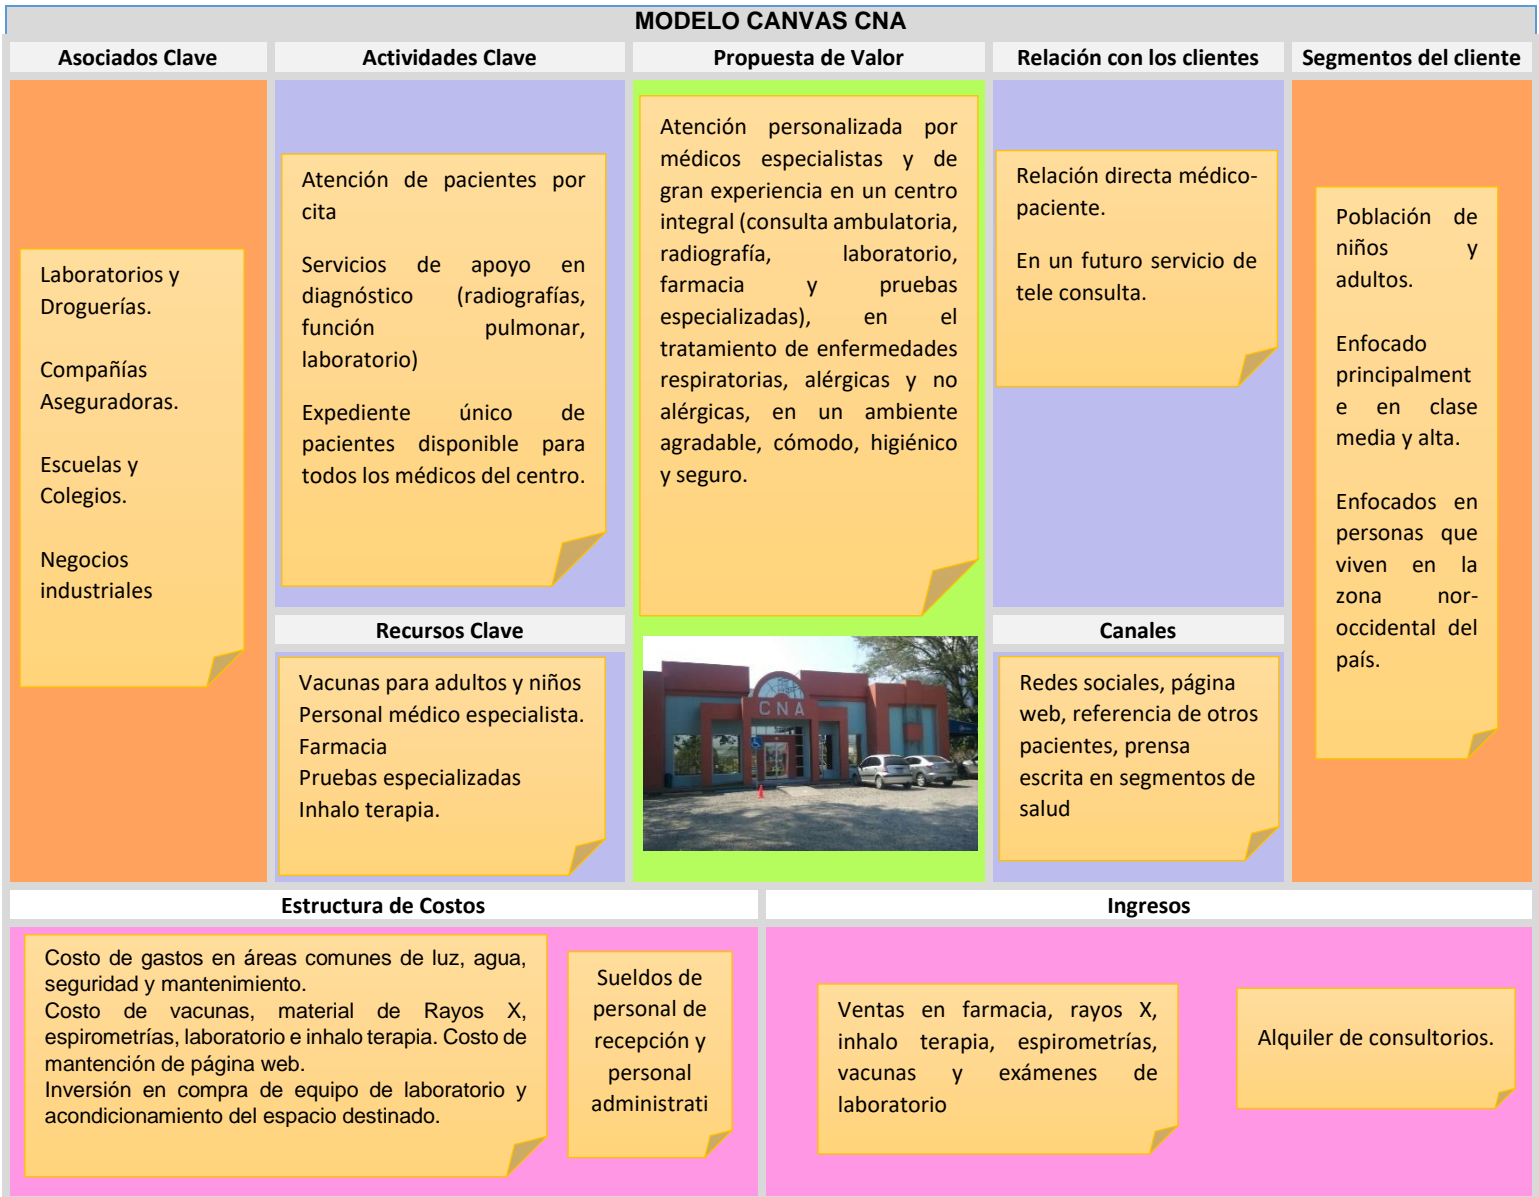 MODELO CANVAS CNA
Asociados Clave
Laboratorios y
Droguerías.
Compañías
Aseguradoras.
Escuelas y
Colegios.
Negocios
industriales
Actividades Clave
Atención de pacientes por
cita
Servicios de apoyo en
diagnóstico (radiografías,
función pulmonar,
laboratorio)
Expediente único de
pacientes disponible para
todos los médicos del centro.
Recursos Clave
Vacunas para adultos y niños
Personal médico especialista.
Farmacia
Pruebas especializadas
Inhalo terapia.
Propuesta de Valor
Atención personalizada por
médicos especialistas y de
gran experiencia en un centro
integral (consulta ambulatoria,
radiografía, laboratorio,
farmacia y pruebas
especializadas), en el
tratamiento de enfermedades
respiratorias, alérgicas y no
alérgicas, en un ambiente
agradable, cómodo, higiénico
y seguro.
CNA
Relación con los clientes
Relación directa médico-
paciente.
En un futuro servicio de
tele consulta.
Canales
Redes sociales, página
web, referencia de otros
pacientes, prensa
escrita en segmentos de
salud
Segmentos del cliente
Población de
niños y
adultos.
Enfocado
principalment
e en clase
media y alta.
Enfocados en
personas que
viven en la
zona nor-
occidental del
país.
Estructura de Costos
Costo de gastos en áreas comunes de luz, agua,
seguridad y mantenimiento.
Costo de vacunas, material de Rayos X,
espirometrías, laboratorio e inhalo terapia. Costo de
mantención de página web.
Inversión en compra de equipo de laboratorio y
acondicionamiento del espacio destinado.
Sueldos de
personal de
recepción y
personal
administrati
Ingresos
Ventas en farmacia, rayos X,
inhalo terapia, espirometrías,
vacunas y exámenes de
laboratorio
Alquiler de consultorios.